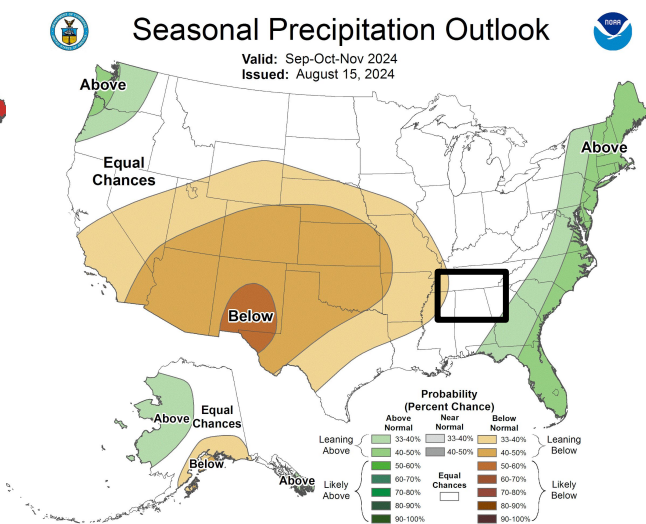 Seasonal Precipitation Outlook
NOAA
Valid: Sep-Oct-Nov 2024
Issued: August 15, 2024
Above
Equal
Chances
Above
Below
Above
Equal
Chances
Below
Above
Probability
(Percent Chance)
Above
Normal
Near
Normal
Below
Normal
Leaning
Above
33-40%
40-50%
33-40%
40-50%
33-40%
40-50%
Leaning
Below
Likely
Above
50-60%
60-70%
70-80%
80-90%
90-100%
Equal
Chances
50-60%
60-70%
70-80%
80-90%
90-100%
Likely
Below